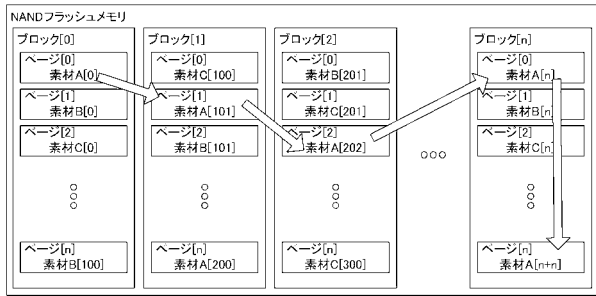 NANDフラッシュメモリ
ブロック[0]
ページ[0]
素材A[0]
ページ[1]
素材B[0]
ページ[2]
素材C[0]
ページ[n]
素材B[100]
ブロック[1]
ページ[0]
素材C[100]
ページ[1]
素材A[101]
ページ[2]
素材B[101]
ページ[n]
素材A[200]
ブロック[2]
ページ[0]
素材B[201]
ページ[1]
素材C[201]
ページ[2]
素材A[202]
ページ[n]
素材C[300]
ブロック[n]
ページ[0]
素材A[n]
ページ[1]
素材B[n]
ページ[2]
素材C[n]
ページ[n]
素材A[n+n]